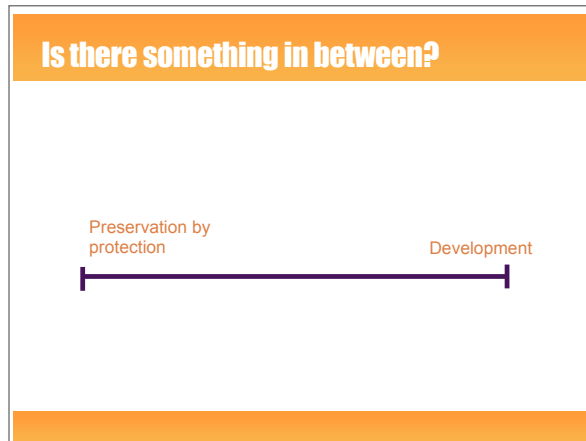 Is there something in between?
Preservation by
protection
Development